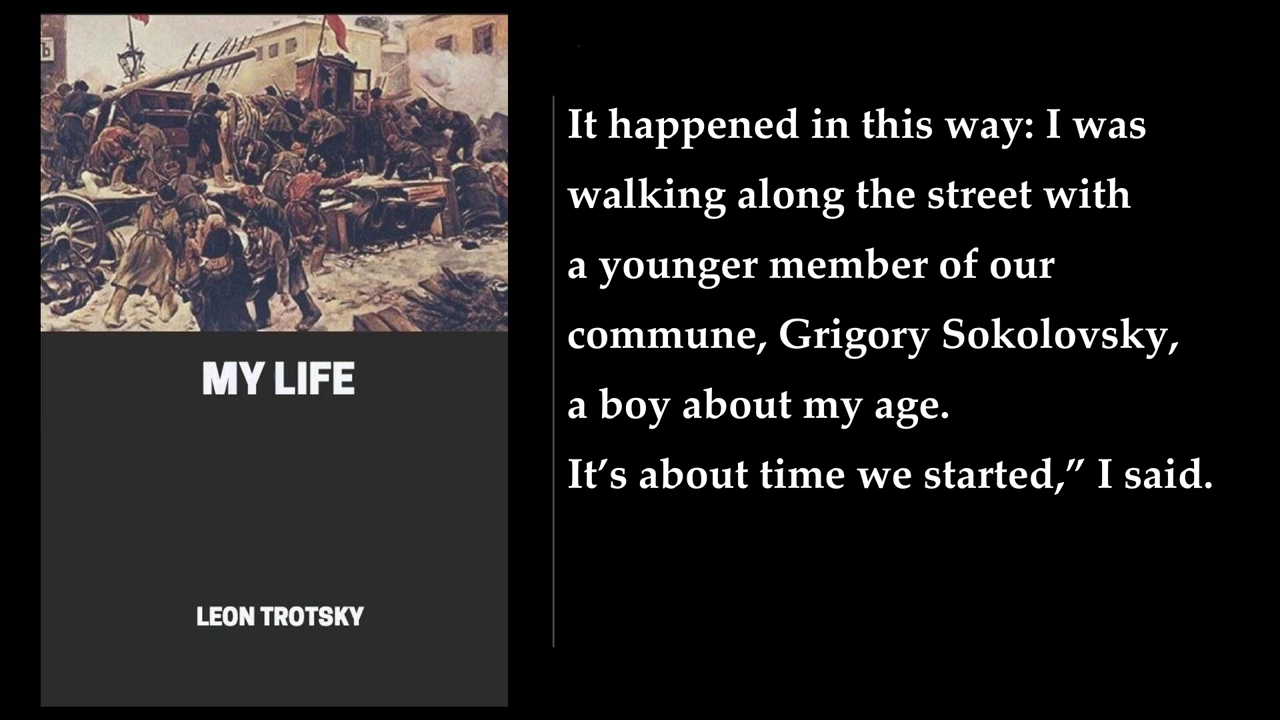 MY LIFE
LEON TROTSKY
It happened in this way: I was
walking along the street with
a younger member of our
commune, Grigory Sokolovsky,
a boy about my age.
It’s about time we started,” I said.